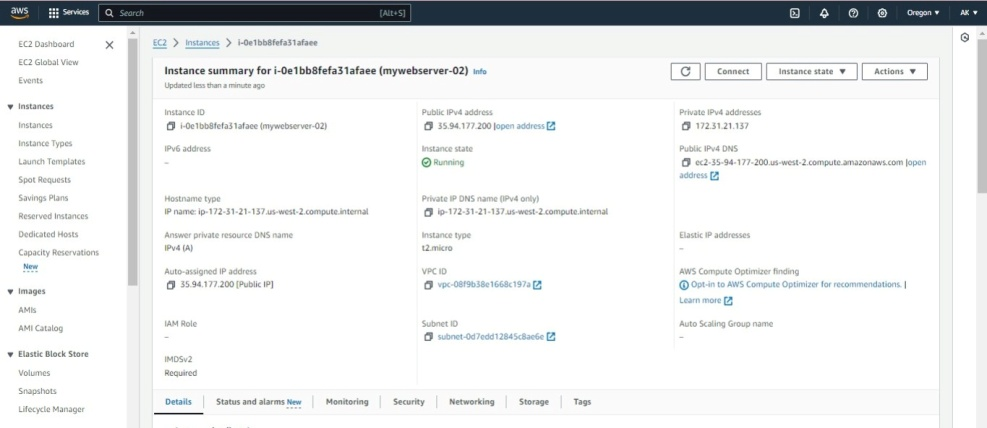 aws
Services
Search
[Alt+S]
Oregon ▼
AK ▼
EC2 Dashboard
EC2 Global View
Events
Instances
Instances
Instance Types
Launch Templates
Spot Requests
Savings Plans
Reserved Instances
Dedicated Hosts
Capacity Reservations
New
Images
AMIs
AMI Catalog
Elastic Block Store
Volumes
Snapshots
Lifecycle Manager
EC2 > Instances > i-0e1bb8fefa31afaee
Instance summary for i-0e1bb8fefa31afaee (mywebserver-02) Info
Updated less than a minute ago
Connect
Instance state ▼
Actions ▼
Instance ID
i-0e1bb8fefa31afaee (mywebserver-02)
Public IPv4 address
35.94.177.200 |open address
Private IPv4 addresses
172.31.21.137
IPv6 address
–
Instance state
Running
Public IPv4 DNS
ec2-35-94-177-200.us-west-2.compute.amazonaws.com |open
address
Hostname type
IP name: ip-172-31-21-137.us-west-2.compute.internal
Private IP DNS name (IPv4 only)
ip-172-31-21-137.us-west-2.compute.internal
Answer private resource DNS name
IPv4 (A)
Instance type
t2.micro
Elastic IP addresses
–
Auto-assigned IP address
35.94.177.200 [Public IP]
VPC ID
vpc-08f9b38e1668c197a
AWS Compute Optimizer finding
Opt-in to AWS Compute Optimizer for recommendations. |
Learn more
IAM Role
–
Subnet ID
subnet-0d7edd12845c8ae6e
Auto Scaling Group name
–
IMDSv2
Required
Details
Status and alarms New
Monitoring
Security
Networking
Storage
Tags